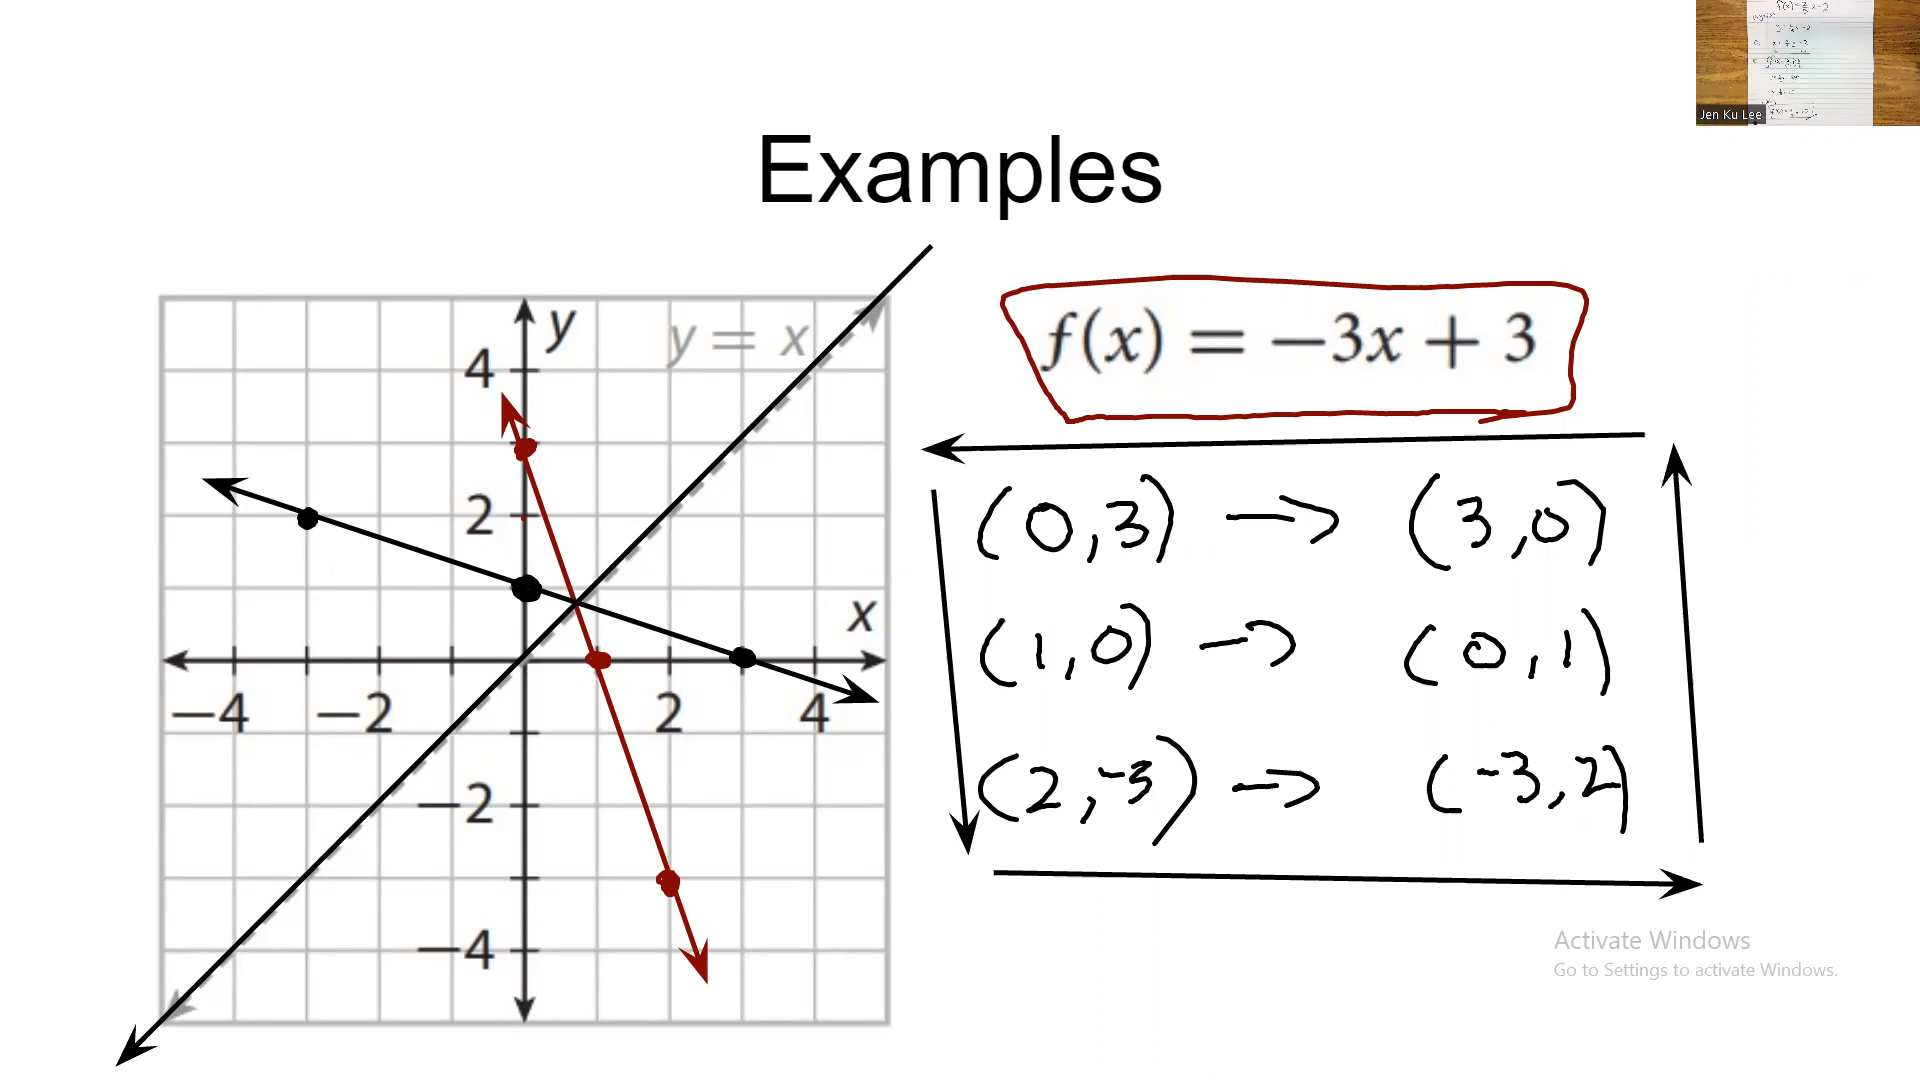 f(x) = x - 2
Jen Ku Lee
Examples
y
y = x
4
2
x
−4 −2 2 4
−2
−4
f(x) = −3x + 3
(0,3) → (3,0)
(1,0) → (0,1)
(2,-3) → (-3,2)
Activate Windows
Go to Settings to activate Windows.